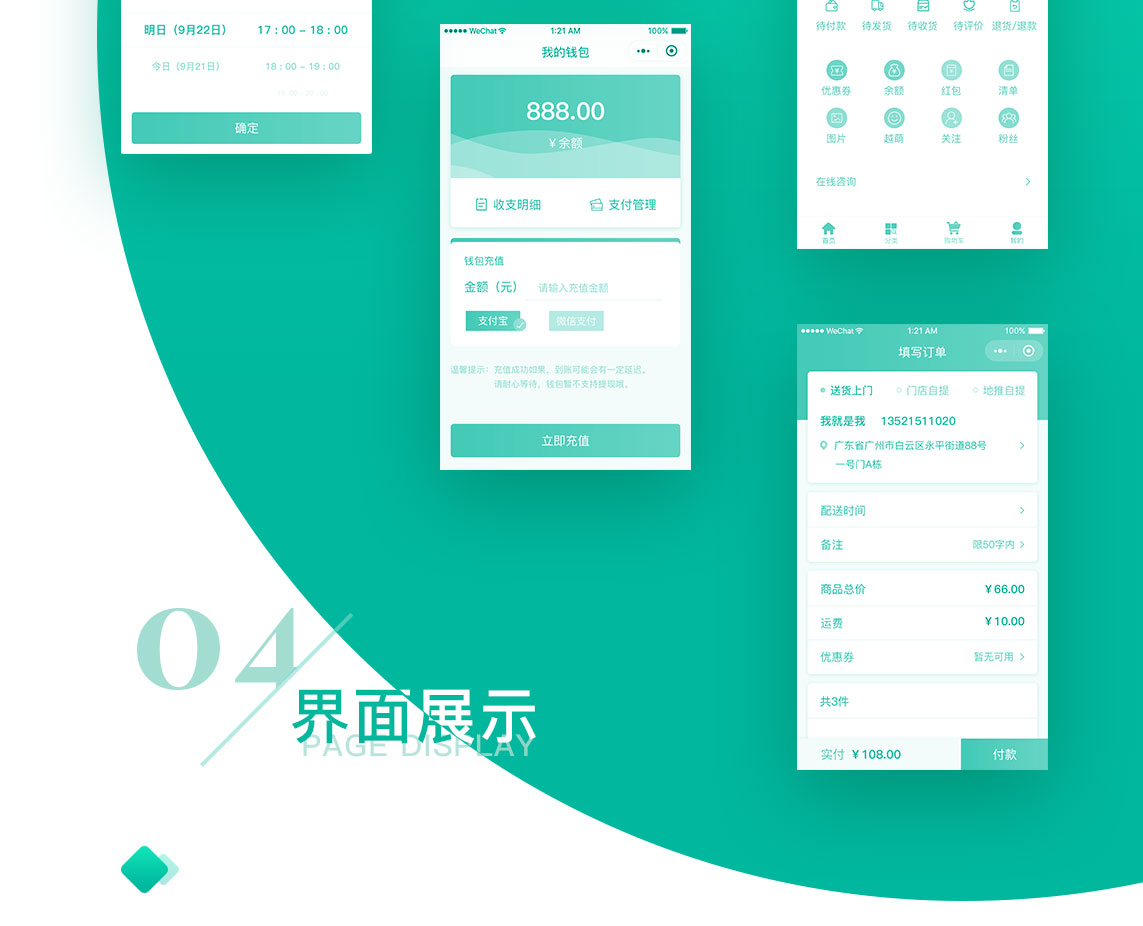 明日（9月22日） 17 : 00 – 18 : 00
今日（9月21日） 18 : 00 – 19 : 00
确定
WeChat 1:21 AM 100%
我的钱包
888.00
¥ 余额
收支明细 支付管理
钱包充值
金额（元） 请输入充值金额
支付宝 微信支付
温馨提示：充值成功如果，到账可能会有一定延迟。
请耐心等待，钱包暂不支持提现哦。
立即充值
待付款 待发货 待收货 待评价 退货/退款
优惠券 余额 红包 清单
图片 越萌 关注 粉丝
在线咨询
首页 分类 购物车 我的
WeChat 1:21 AM 100%
填写订单
送货上门 门店自提 地推自提
我就是我 13521511020
广东省广州市白云区永平街道88号
一号门A栋
配送时间
备注 限50字内
商品总价 ¥ 66.00
运费 ¥ 10.00
优惠券 暂无可用
共3件
实付 ¥ 108.00 付款
04
界面展示
PAGE DISPLAY